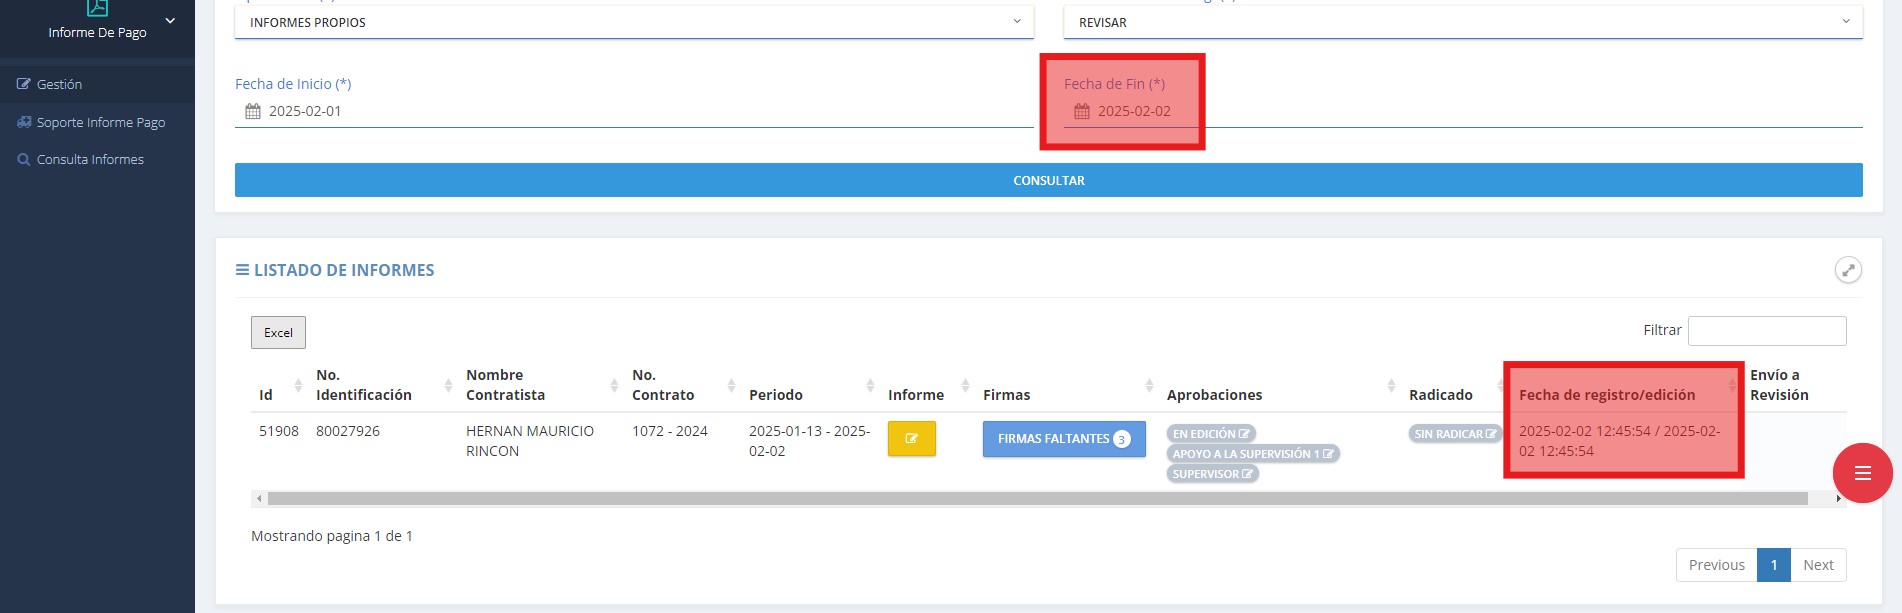 Informe De Pago
Gestión
Soporte Informe Pago
Consulta Informes
INFORMES PROPIOS
REVISAR
Fecha de Inicio (*)
2025-02-01
Fecha de Fin (*)
2025-02-02
CONSULTAR
LISTADO DE INFORMES
Excel
Filtrar
Id
No. Identificación
Nombre Contratista
No. Contrato
Periodo
Informe
Firmas
Aprobaciones
Radicado
Fecha de registro/edición
Envío a Revisión
51908
80027926
HERNAN MAURICIO
RINCON
1072 - 2024
2025-01-13 - 2025-
02-02
FIRMAS FALTANTES 3
EN EDICIÓN
APOYO A LA SUPERVISIÓN 1
SUPERVISOR
SIN RADICAR
2025-02-02 12:45:54 / 2025-02-
02 12:45:54
Mostrando pagina 1 de 1
Previous
1
Next